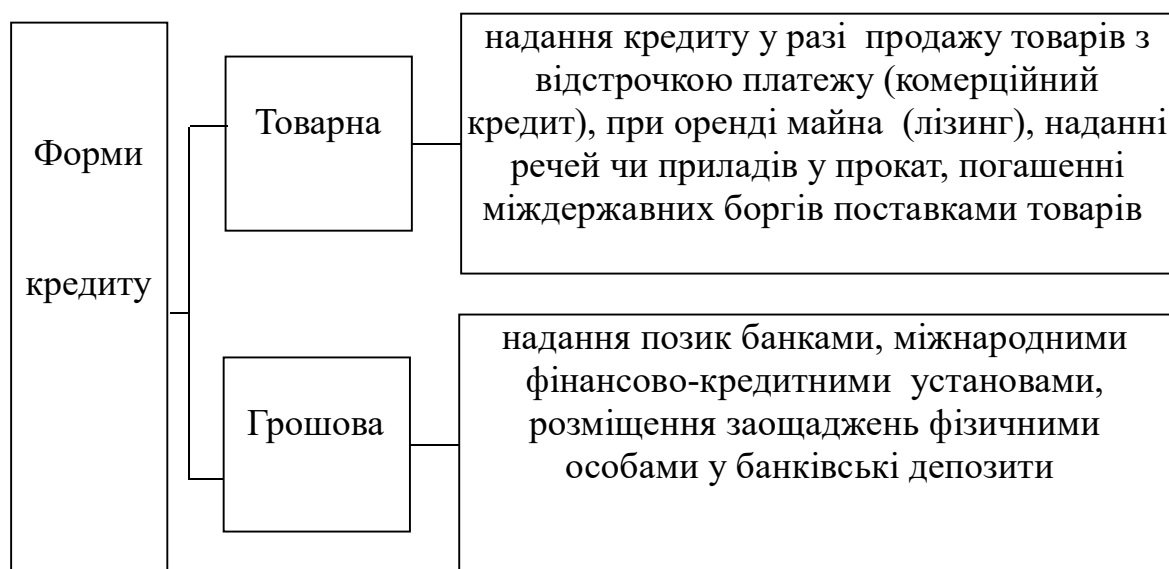 Форми
кредиту
Товарна
надання кредиту у разі продажу товарів з
відстрочкою платежу (комерційний
кредит), при оренді майна (лізинг), наданні
речей чи приладів у прокат, погашенні
міждержавних боргів поставками товарів
Грошова
надання позик банками, міжнародними
фінансово-кредитними установами,
розміщення заощаджень фізичними
особами у банківські депозити